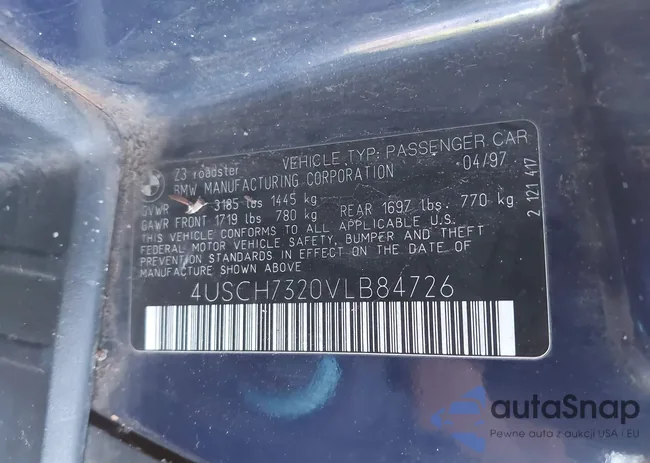 Z3 roadster VEHICLE TYP: PASSENGER CAR
BMW MANUFACTURING CORPORATION 04/97
GVWR 3185 lbs 1445 kg
GAWR FRONT 1719 lbs 780 kg REAR 1697 lbs. 770 kg
THIS VEHICLE CONFORMS TO ALL APPLICABLE U.S.
FEDERAL MOTOR VEHICLE SAFETY, BUMPER AND THEFT
PREVENTION STANDARDS IN EFFECT ON THE DATE OF
MANUFACTURE SHOWN ABOVE
2 121 417
4USCH7320VLB84726
autaSnap
Pewne auta z aukcji USA i EU